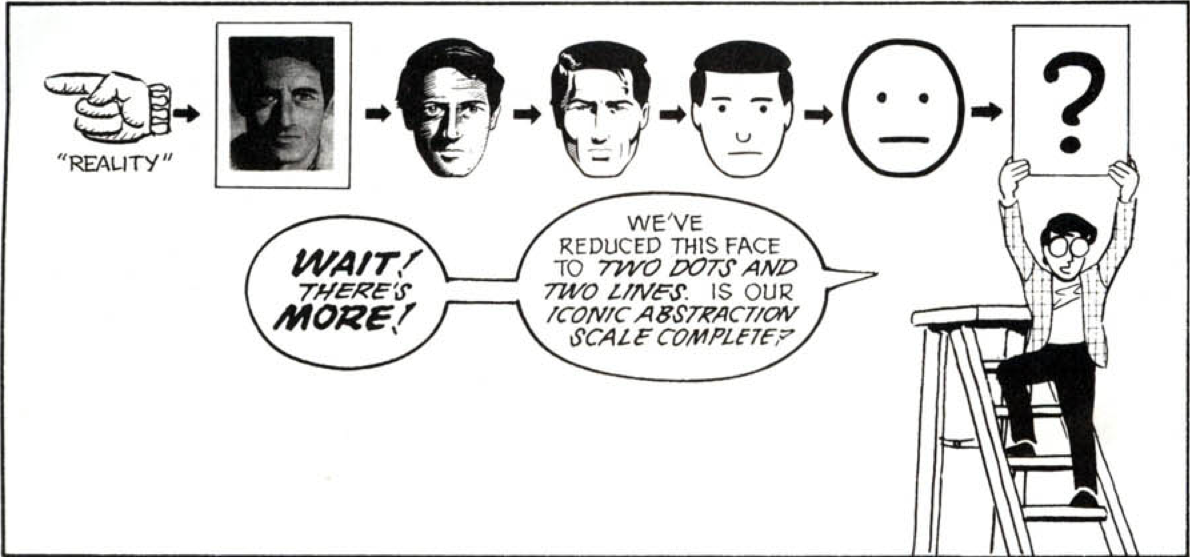 "REALITY"
?
WAIT!
THERE'S
MORE!
WE'VE
REDUCED THIS FACE
TO TWO DOTS AND
TWO LINES. IS OUR
ICONIC ABSTRACTION
SCALE COMPLETE?